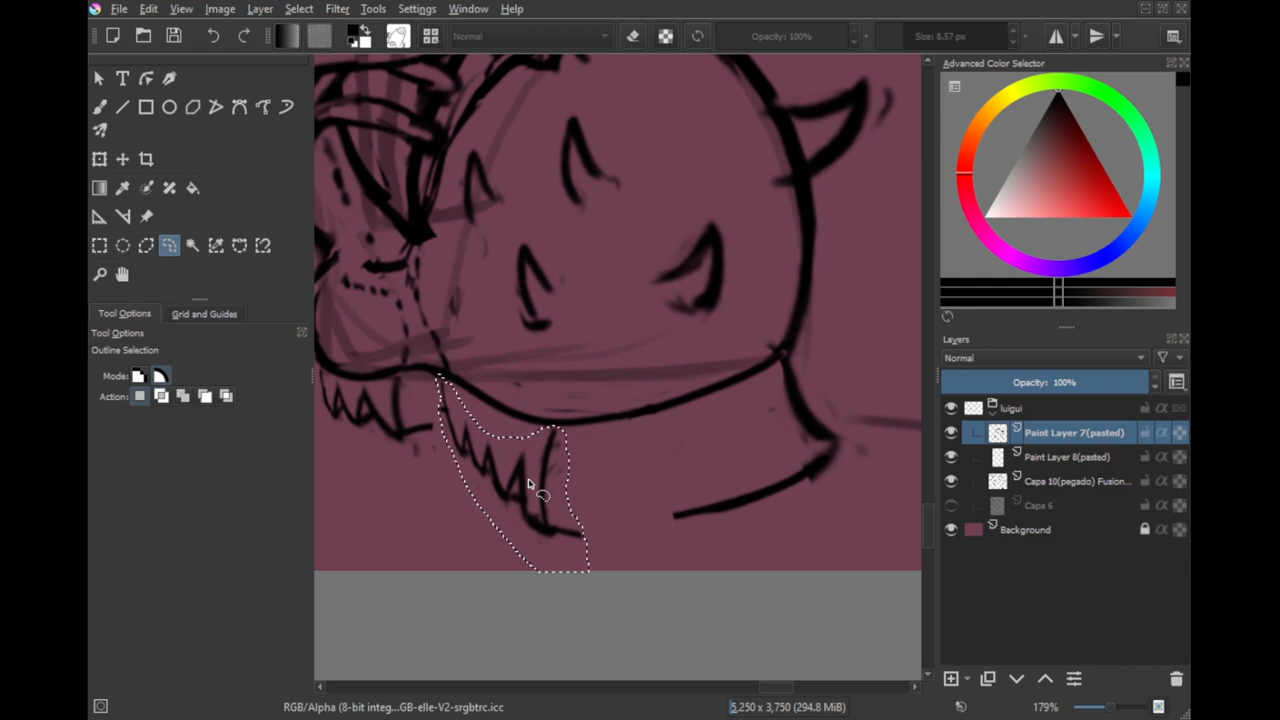 File Edit View Image Layer Select Filter Tools Settings Window Help
Normal Opacity: 100% Size: 8.57 px
Advanced Color Selector
Tool Options Grid and Guides
Tool Options
Outline Selection
Mode:
Action:
Layers
Normal
Opacity: 100%
luigui
Paint Layer 7(pasted)
Paint Layer 8(pasted)
Capa 10(pegado) Fusion...
Capa 6
Background
RGB/Alpha (8-bit integ...GB-elle-V2-srgbtrc.icc 5,250 x 3,750 (294.8 MiB) 179%